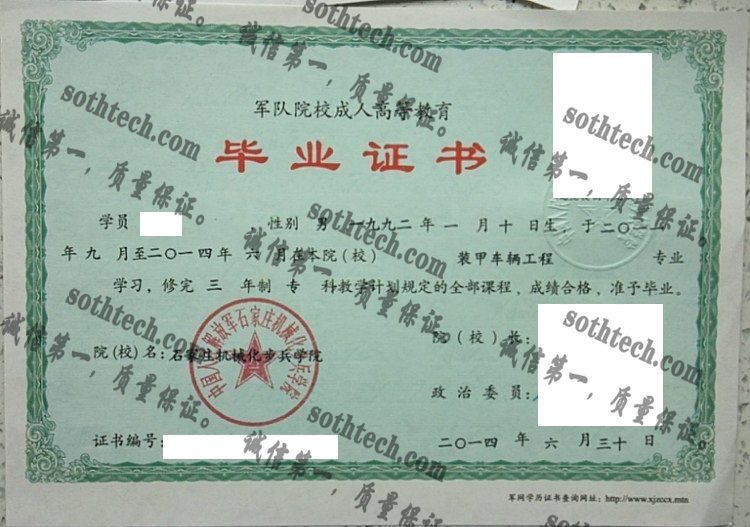 军队院校成人高等教育
毕业证书
学员 性别 男 一九九二年一月十日生，于二〇一
年九月至二〇一四年六月在本院（校） 装甲车辆工程 专业
学习，修完 三 年制 专 科教学计划规定的全部课程，成绩合格，准予毕业。
院（校）长：
院（校）名：石家庄机械化步兵学院
政治委员：
证书编号：
二〇一四年六月三十日
军网学历证书查询网址：http://www.xjzccx.mtn
中国人民解放军石家庄机械化步兵学院
sothtech.com
诚信第一，质量保证。